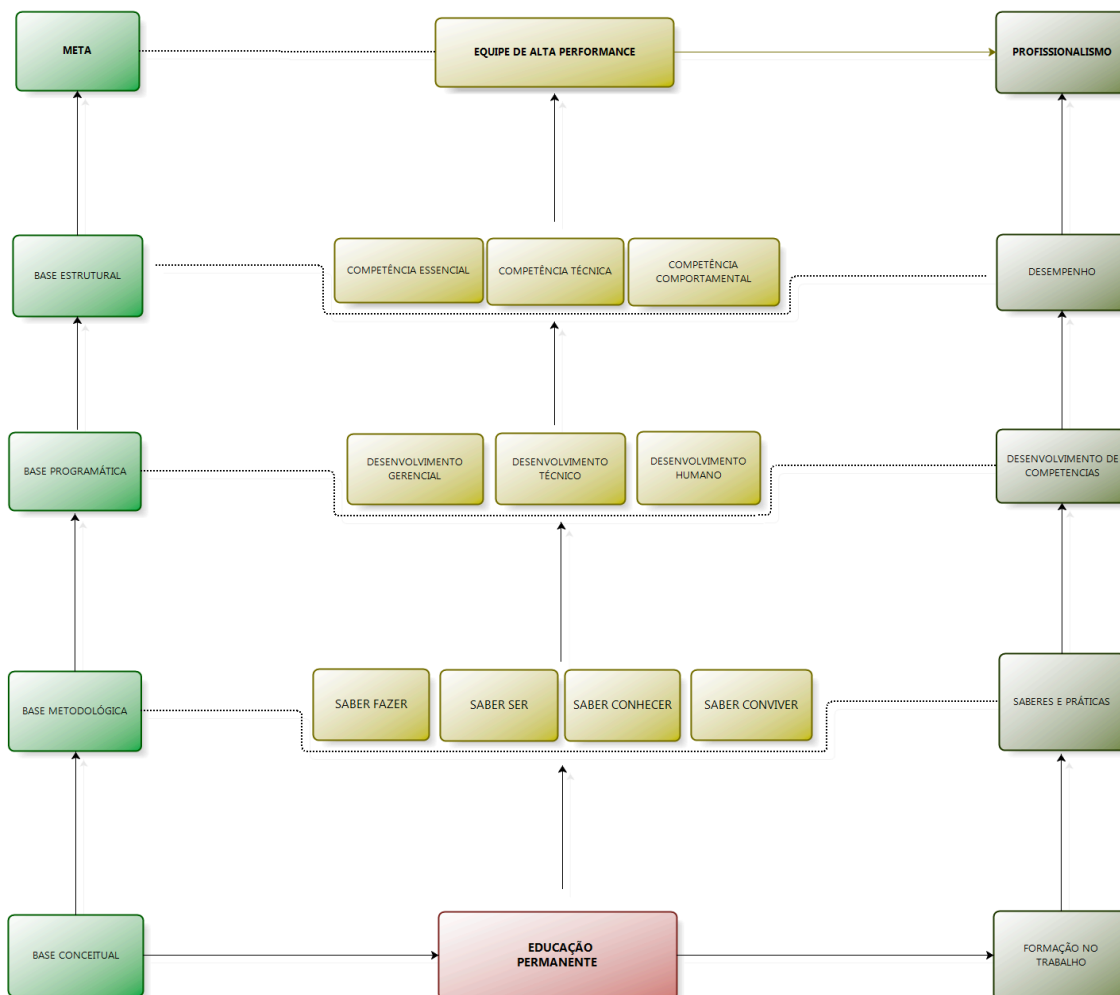 META
EQUIPE DE ALTA PERFORMANCE
PROFISSIONALISMO
BASE ESTRUTURAL
COMPETÊNCIA ESSENCIAL
COMPETÊNCIA TÉCNICA
COMPETÊNCIA
COMPORTAMENTAL
DESEMPENHO
BASE PROGRAMÁTICA
DESENVOLVIMENTO
GERENCIAL
DESENVOLVIMENTO
TÉCNICO
DESENVOLVIMENTO
HUMANO
DESENVOLVIMENTO DE
COMPETENCIAS
BASE METODOLÓGICA
SABER FAZER
SABER SER
SABER CONHECER
SABER CONVIVER
SABERES E PRÁTICAS
BASE CONCEITUAL
EDUCAÇÃO
PERMANENTE
FORMAÇÃO NO
TRABALHO